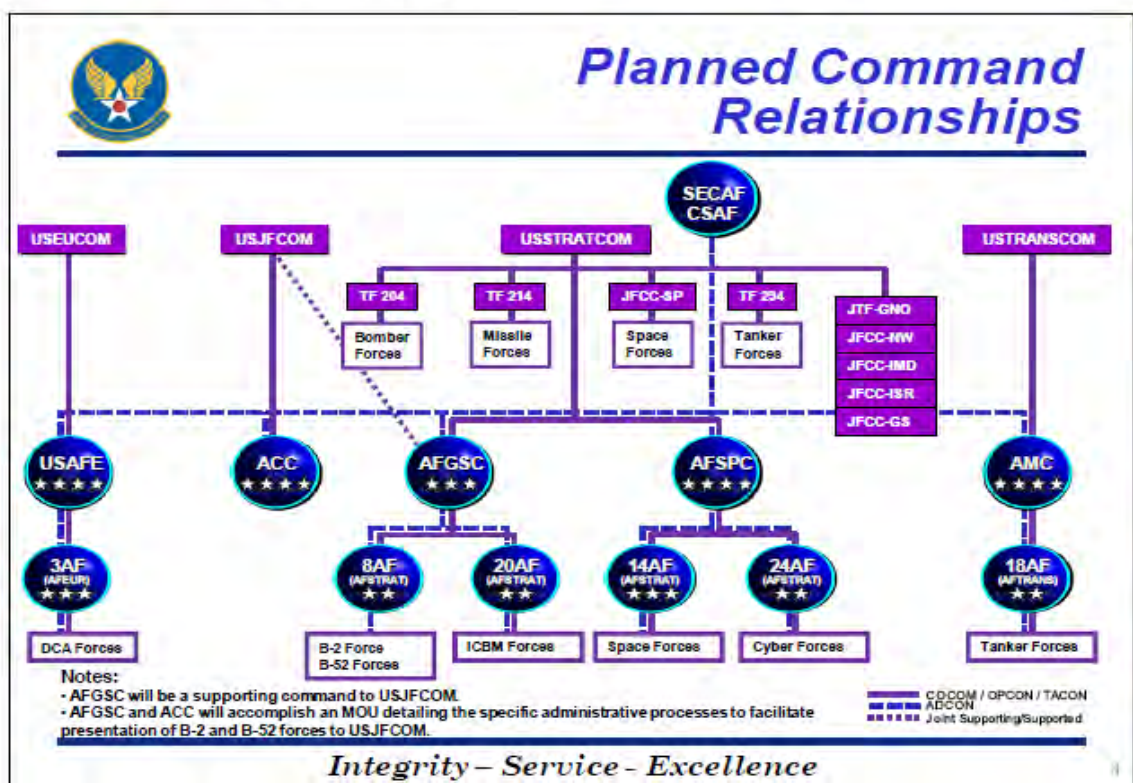 Planned Command
Relationships
SECAF
CSAF
USEUCOM
USJFCOM
USSTRATCOM
USTRANSCOM
TF 204
TF 214
JFCC-SP
TF 294
Bomber
Forces
Missile
Forces
Space
Forces
Tanker
Forces
JTF-GNO
JFCC-NW
JFCC-IMD
JFCC-ISR
JFCC-GS
USAFE
ACC
AFGSC
AFSPC
AMC
3AF
(AFEUR)
8AF
(AFSTRAT)
20AF
(AFSTRAT)
14AF
(AFSTRAT)
24AF
(AFSTRAT)
18AF
(AFTRANS)
DCA Forces
B-2 Force
B-52 Forces
ICBM Forces
Space Forces
Cyber Forces
Tanker Forces
Notes:
- AFGSC will be a supporting command to USJFCOM.
- AFGSC and ACC will accomplish an MOU detailing the specific administrative processes to facilitate
presentation of B-2 and B-52 forces to USJFCOM.
COCOM / OPCON / TACON
ADCON
Joint Supporting/Supported
Integrity – Service - Excellence